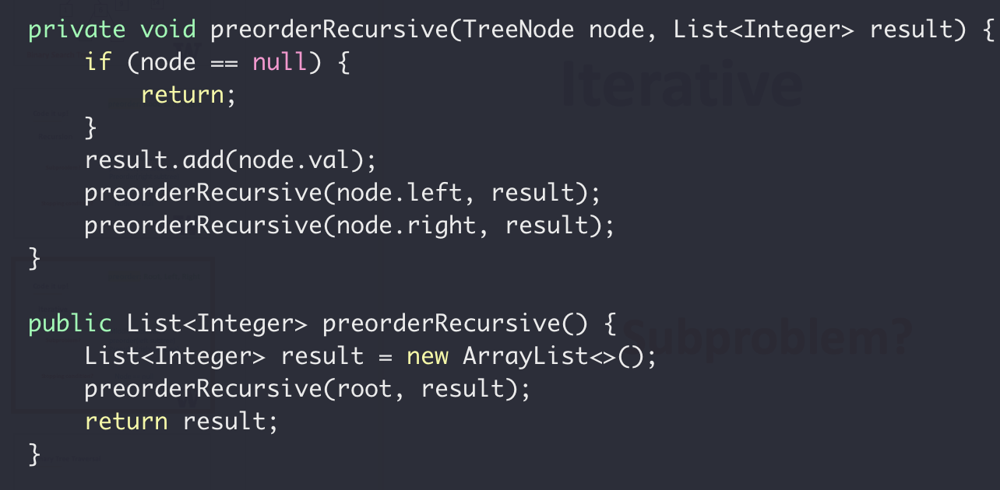 private void preorderRecursive(TreeNode node, List<Integer> result) {
    if (node == null) {
        return;
    }
    result.add(node.val);
    preorderRecursive(node.left, result);
    preorderRecursive(node.right, result);
}

public List<Integer> preorderRecursive() {
    List<Integer> result = new ArrayList<>();
    preorderRecursive(root, result);
    return result;
}
Iterative
Subproblem?